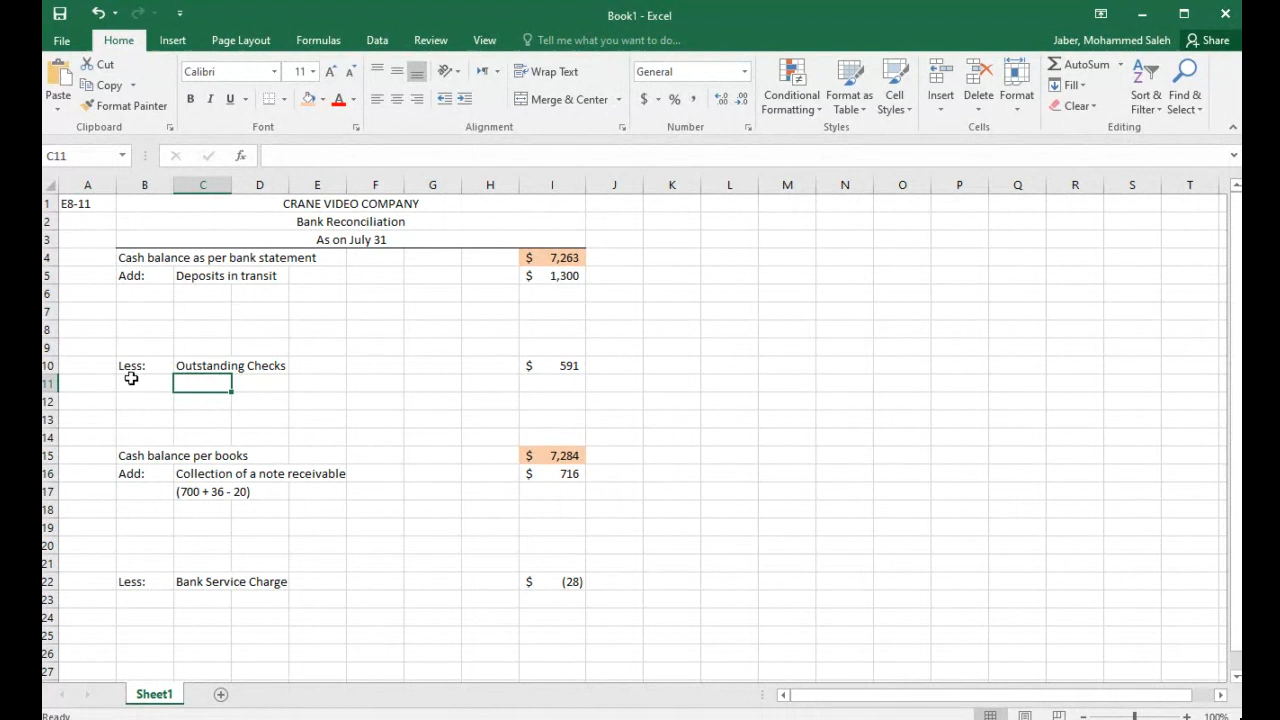 Book1 - Excel
File Home Insert Page Layout Formulas Data Review View Tell me what you want to do... Jaber, Mohammed Saleh Share
Paste
Cut
Copy
Format Painter
Clipboard
Calibri 11 A A
B I U A
Font
Wrap Text
Merge & Center
Alignment
General
$ % ,
Number
Conditional Formatting
Format as Table
Cell Styles
Styles
Insert Delete Format
Cells
AutoSum
Fill
Clear
Sort & Filter
Find & Select
Editing
C11 fx
A B C D E F G H I J K L M N O P Q R S T
1 E8-11 CRANE VIDEO COMPANY
2 Bank Reconciliation
3 As on July 31
4 Cash balance as per bank statement $ 7,263
5 Add: Deposits in transit $ 1,300
6
7
8
9
10 Less: Outstanding Checks $ 591
11
12
13
14
15 Cash balance per books $ 7,284
16 Add: Collection of a note receivable $ 716
17 (700 + 36 - 20)
18
19
20
21
22 Less: Bank Service Charge $ (28)
23
24
25
26
27
Sheet1
Ready 100%